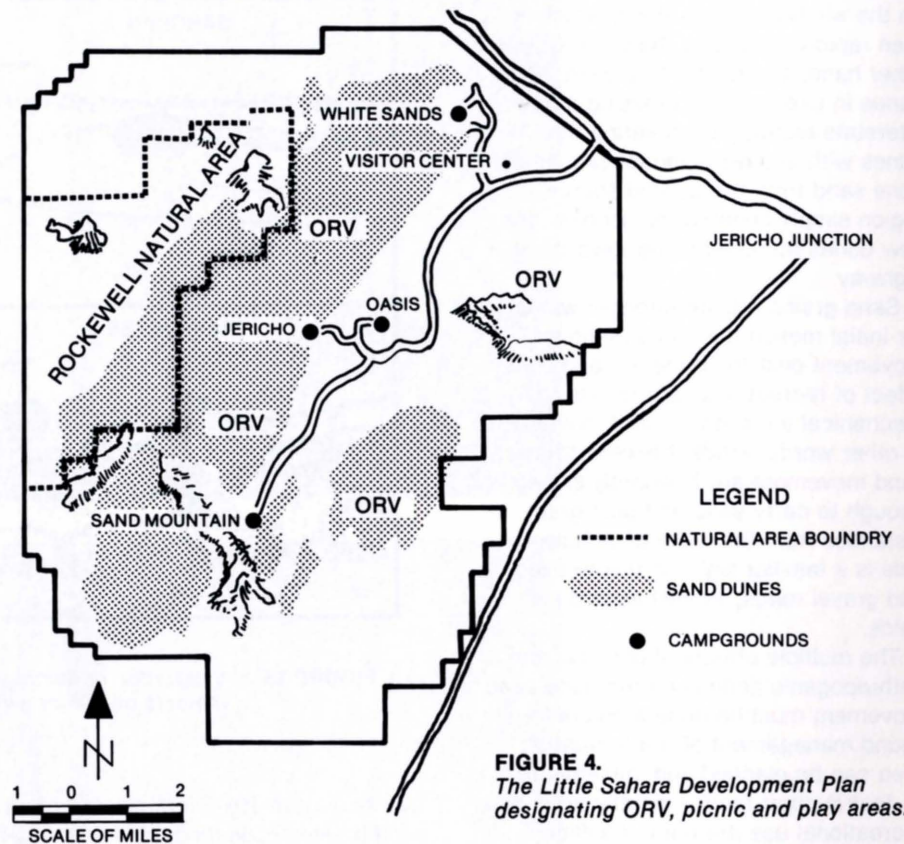 WHITE SANDS
VISITOR CENTER
ROCKEWELL NATURAL AREA
ORV
JERICHO JUNCTION
ORV
OASIS
JERICHO
ORV
ORV
SAND MOUNTAIN
LEGEND
NATURAL AREA BOUNDRY
SAND DUNES
CAMPGROUNDS
N
1 0 1 2
SCALE OF MILES
FIGURE 4.
The Little Sahara Development Plan
designating ORV, picnic and play areas.